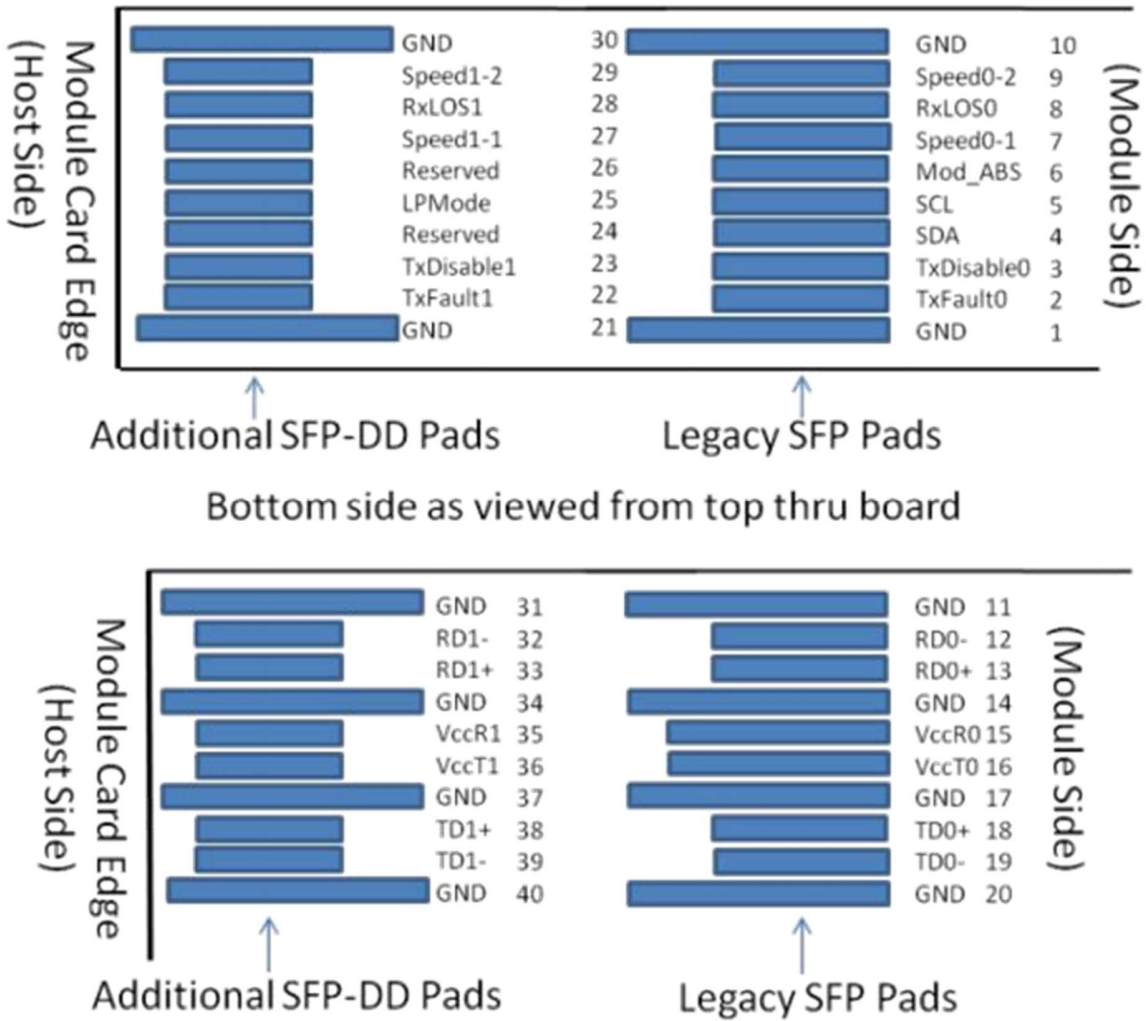 Module Card Edge
(Host Side)
GND 30 GND 10
Speed1-2 29 Speed0-2 9
RxLOS1 28 RxLOS0 8
Speed1-1 27 Speed0-1 7
Reserved 26 Mod_ABS 6
LPMode 25 SCL 5
Reserved 24 SDA 4
TxDisable1 23 TxDisable0 3
TxFault1 22 TxFault0 2
GND 21 GND 1
(Module Side)
Additional SFP-DD Pads
Legacy SFP Pads
Bottom side as viewed from top thru board
Module Card Edge
(Host Side)
GND 31 GND 11
RD1- 32 RD0- 12
RD1+ 33 RD0+ 13
GND 34 GND 14
VccR1 35 VccR0 15
VccT1 36 VccT0 16
GND 37 GND 17
TD1+ 38 TD0+ 18
TD1- 39 TD0- 19
GND 40 GND 20
(Module Side)
Additional SFP-DD Pads
Legacy SFP Pads